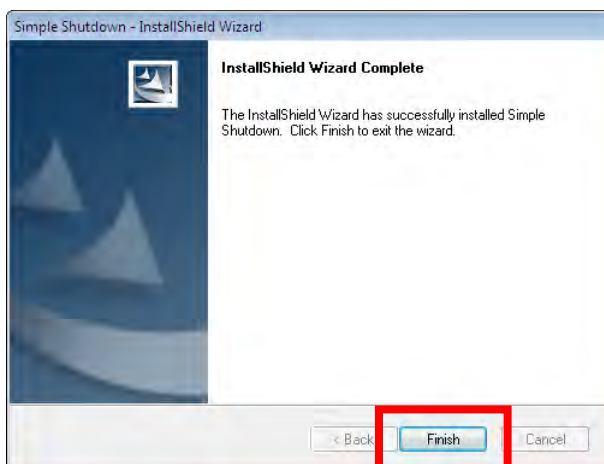 Simple Shutdown - InstallShield Wizard
InstallShield Wizard Complete
The InstallShield Wizard has successfully installed Simple
Shutdown. Click Finish to exit the wizard.
< Back Finish Cancel